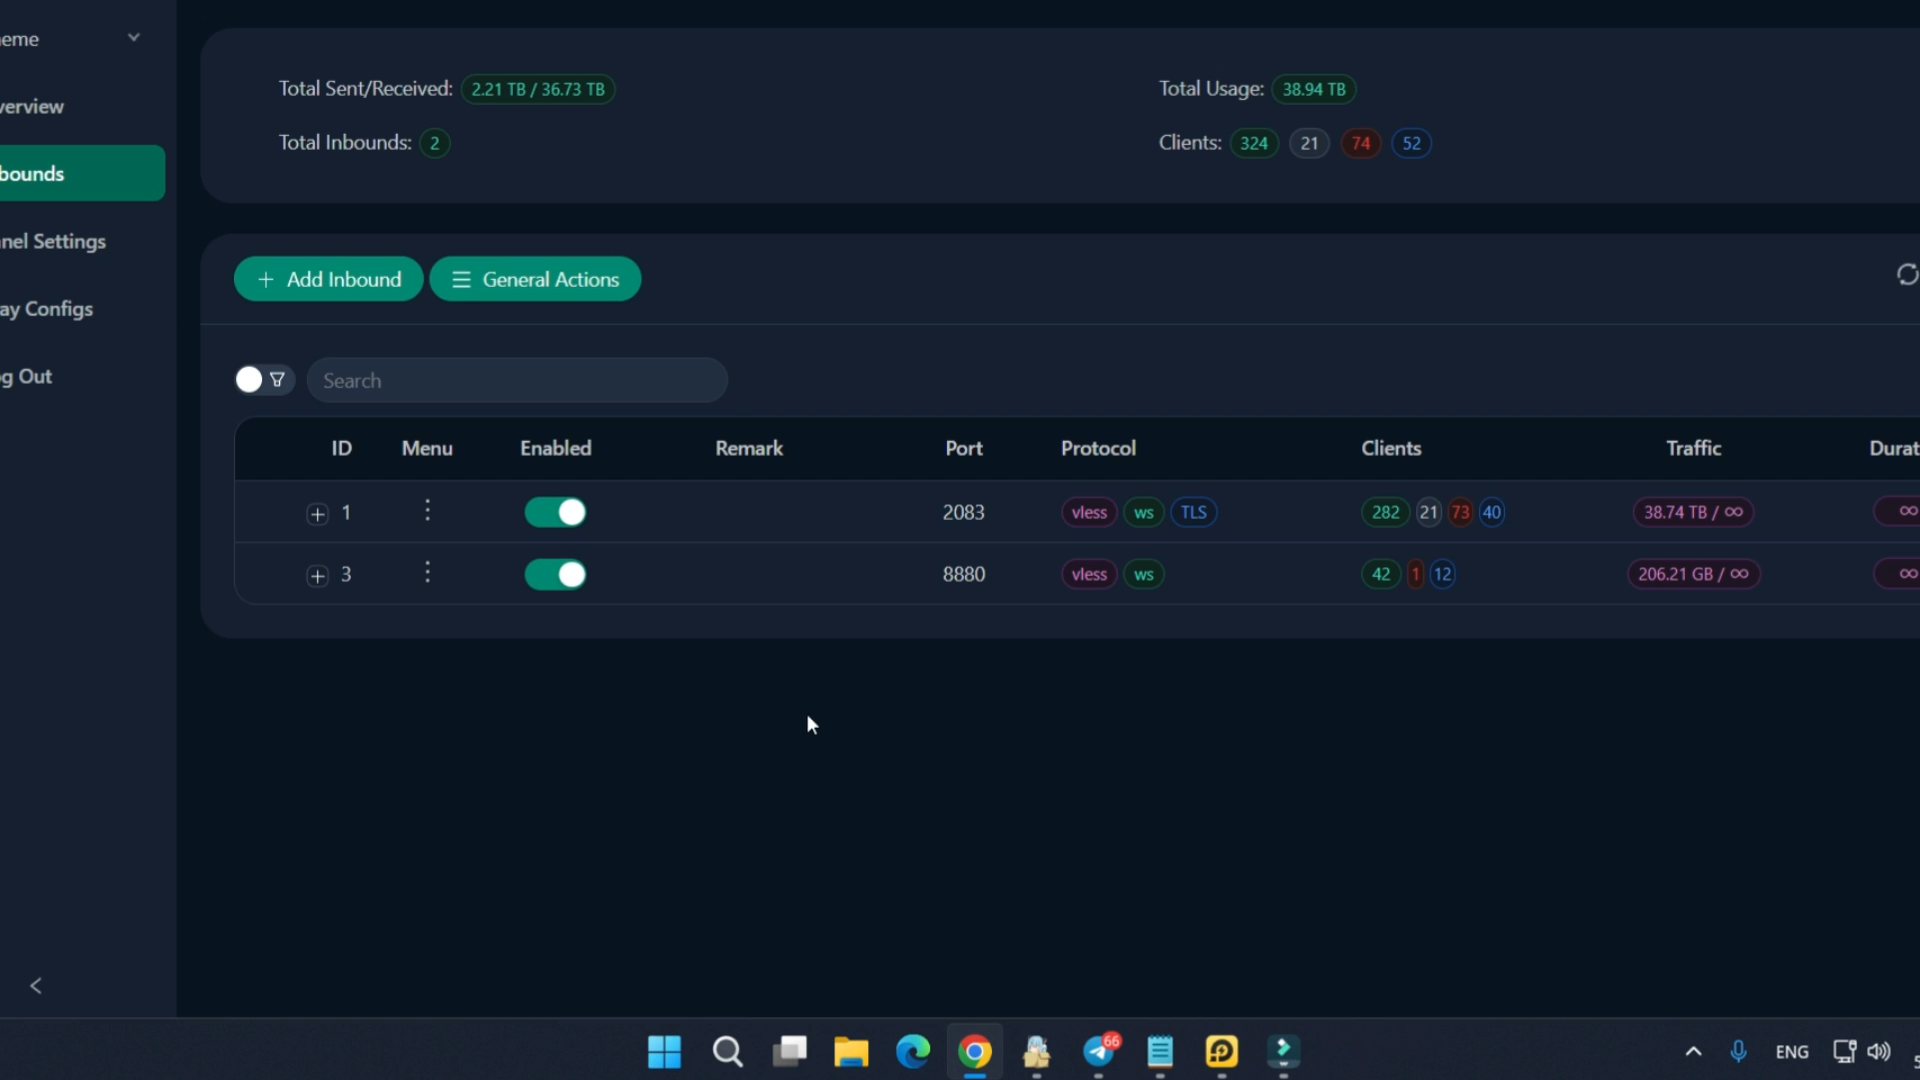 eme
verview
bounds
nel Settings
ay Configs
g Out
Total Sent/Received: 2.21 TB / 36.73 TB
Total Usage: 38.94 TB
Total Inbounds: 2
Clients: 324 21 74 52
+ Add Inbound
General Actions
Search
ID Menu Enabled Remark Port Protocol Clients Traffic Durat
1 2083 vless ws TLS 282 21 73 40 38.74 TB / ∞ ∞
3 8880 vless ws 42 1 12 206.21 GB / ∞ ∞
66
ENG